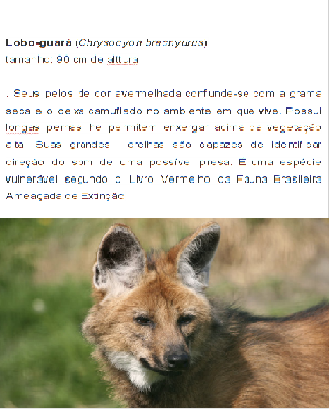 Lobo-guará (Chrysocyon brachyurus)
tamanho: 90 cm de altura
. Seus pelos de cor avermelhada confunde-se com a grama
seca e o deixa camuflado no ambiente em que vive. Possui
longas pernas lhe permitem enxergar acima da vegetação
alta. Suas grandes orelhas são capazes de identificar
direção do som de uma possível presa. É uma espécie
vulnerável segundo o Livro Vermelho da Fauna Brasileira
Ameaçada de Extinção